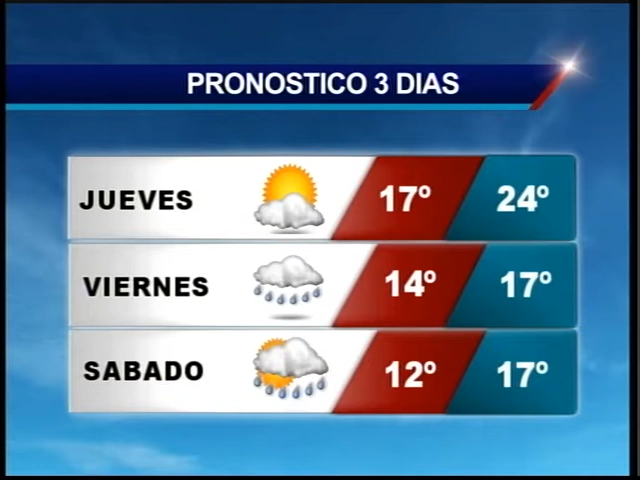 PRONOSTICO 3 DIAS
JUEVES 17º 24º
VIERNES 14º 17º
SABADO 12º 17º